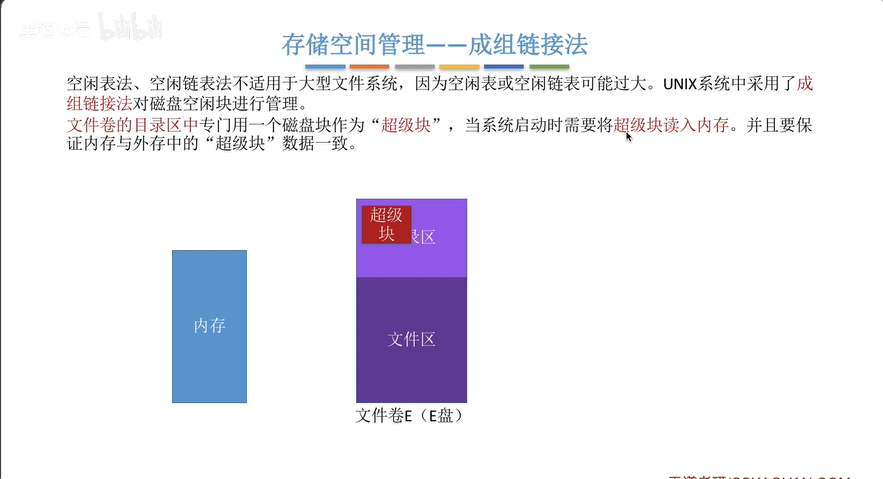 存储空间管理——成组链接法
空闲表法、空闲链表法不适用于大型文件系统，因为空闲表或空闲链表可能过大。UNIX系统中采用了成
组链接法对磁盘空闲块进行管理。
文件卷的目录区中专门用一个磁盘块作为“超级块”，当系统启动时需要将超级块读入内存。并且要保
证内存与外存中的“超级块”数据一致。
超级
块
录区
内存
文件区
文件卷E（E盘）